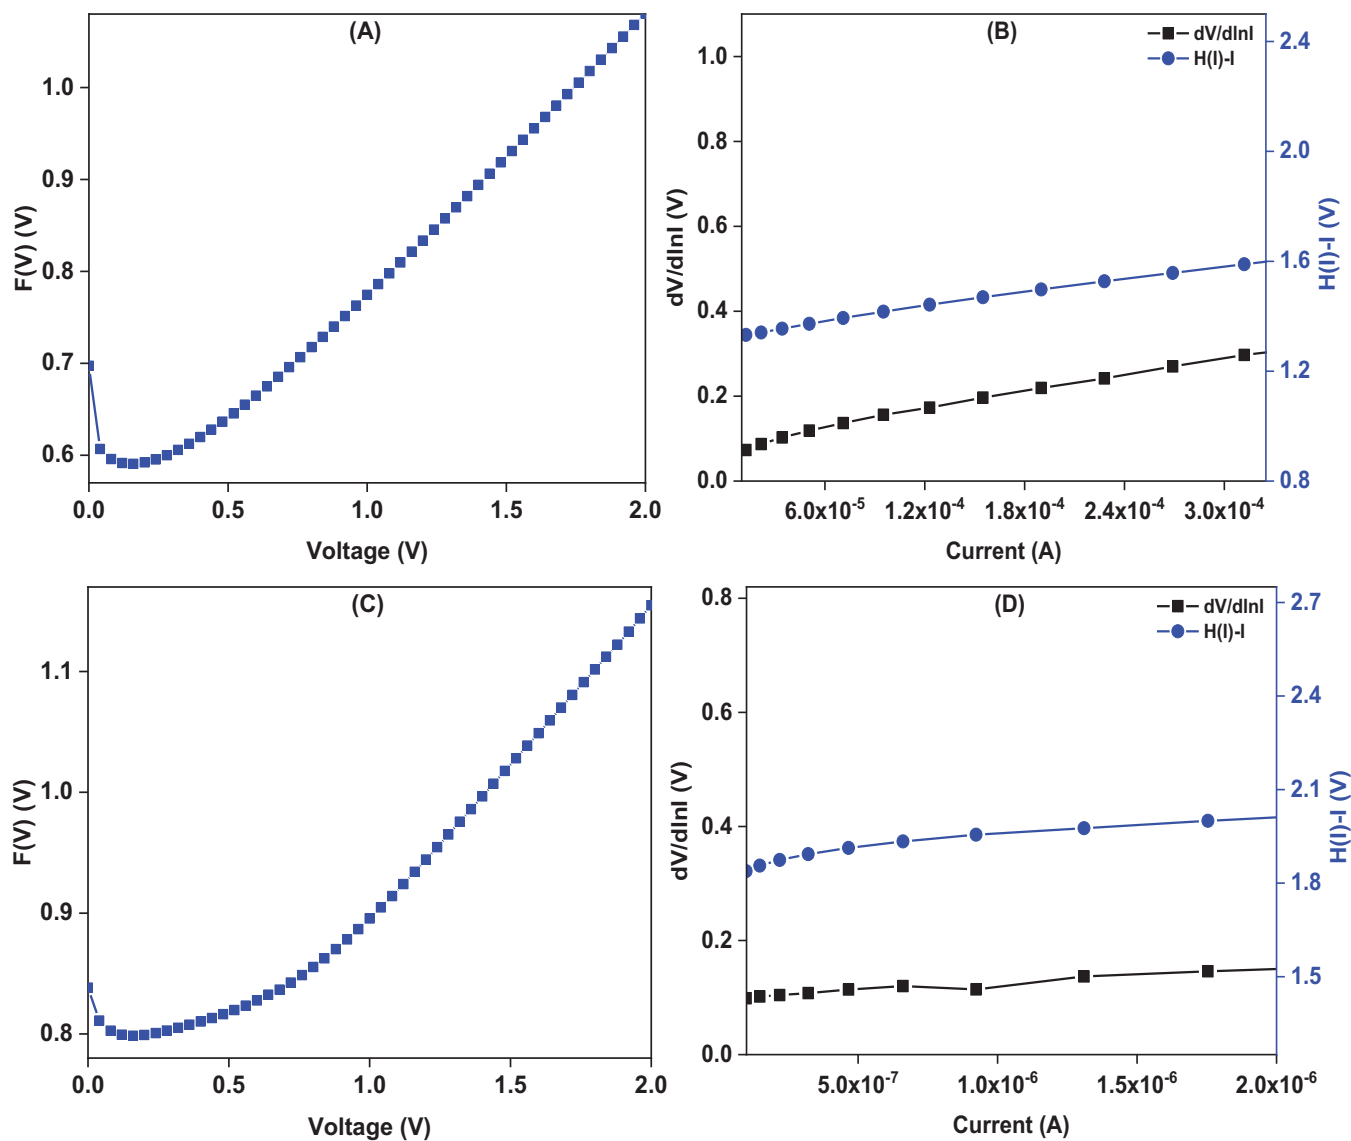 (A)
F(V) (V)
1.0
0.9
0.8
0.7
0.6
0.0 0.5 1.0 1.5 2.0
Voltage (V)
(B)
dV/dlnI
H(I)-I
dV/dlnI (V)
1.0
0.8
0.6
0.4
0.2
0.0
2.4
2.0
1.6
1.2
0.8
H(I)-I (V)
6.0x10⁻⁵ 1.2x10⁻⁴ 1.8x10⁻⁴ 2.4x10⁻⁴ 3.0x10⁻⁴
Current (A)
(C)
F(V) (V)
1.1
1.0
0.9
0.8
0.0 0.5 1.0 1.5 2.0
Voltage (V)
(D)
dV/dlnI
H(I)-I
dV/dlnI (V)
0.8
0.6
0.4
0.2
0.0
2.7
2.4
2.1
1.8
1.5
H(I)-I (V)
5.0x10⁻⁷ 1.0x10⁻⁶ 1.5x10⁻⁶ 2.0x10⁻⁶
Current (A)